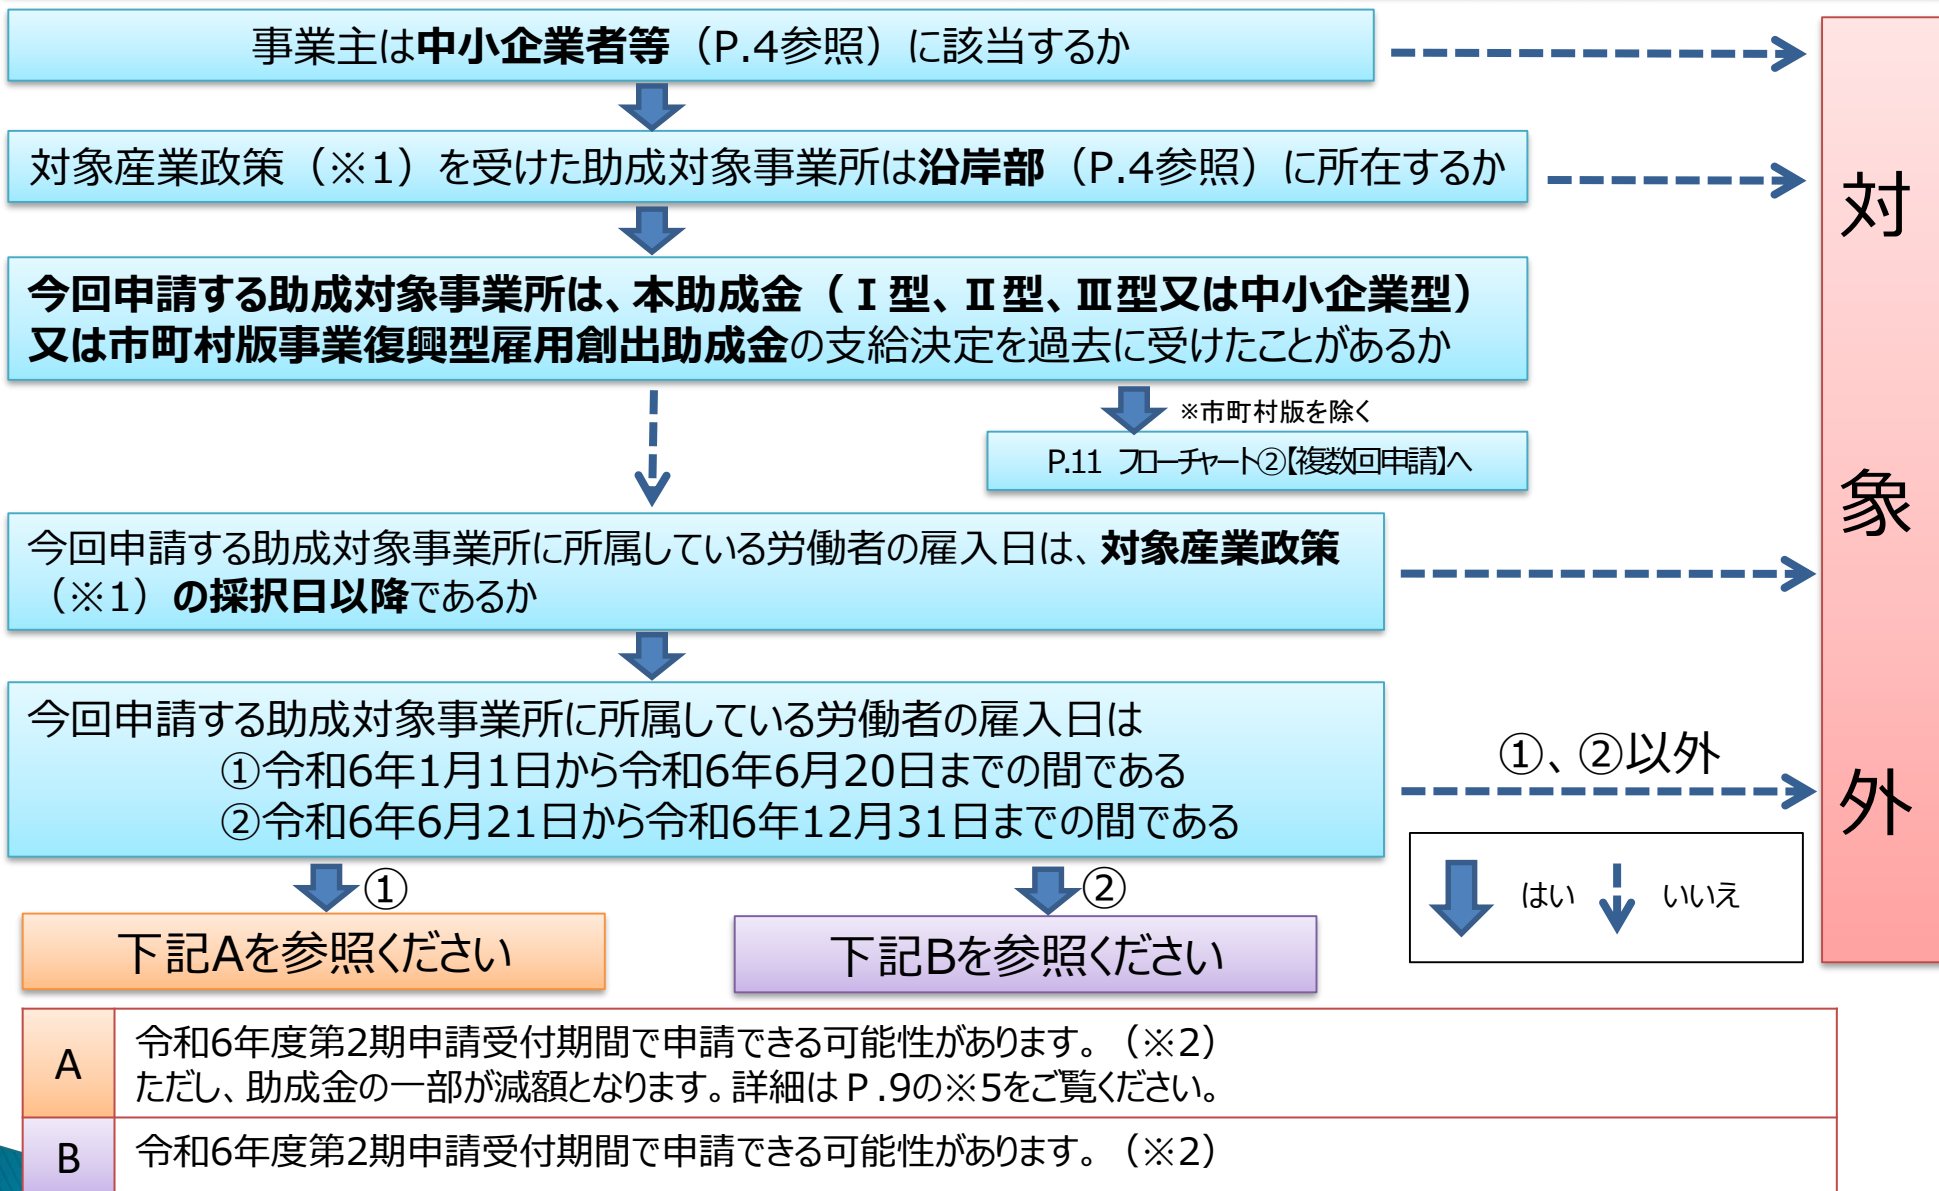 事業主は中小企業者等（P.4参照）に該当するか
対象産業政策（※1）を受けた助成対象事業所は沿岸部（P.4参照）に所在するか
今回申請する助成対象事業所は、本助成金（Ⅰ型、Ⅱ型、Ⅲ型又は中小企業型）
又は市町村版事業復興型雇用創出助成金の支給決定を過去に受けたことがあるか
※市町村版を除く
P.11 フローチャート②【複数回申請】へ
今回申請する助成対象事業所に所属している労働者の雇入日は、対象産業政策
（※1）の採択日以降であるか
今回申請する助成対象事業所に所属している労働者の雇入日は
①令和6年1月1日から令和6年6月20日までの間である
②令和6年6月21日から令和6年12月31日までの間である
①、②以外
対
象
外
はい
いいえ
①
②
下記Aを参照ください
下記Bを参照ください
A
令和6年度第2期申請受付期間で申請できる可能性があります。（※2）
ただし、助成金の一部が減額となります。詳細はP.9の※5をご覧ください。
B
令和6年度第2期申請受付期間で申請できる可能性があります。（※2）